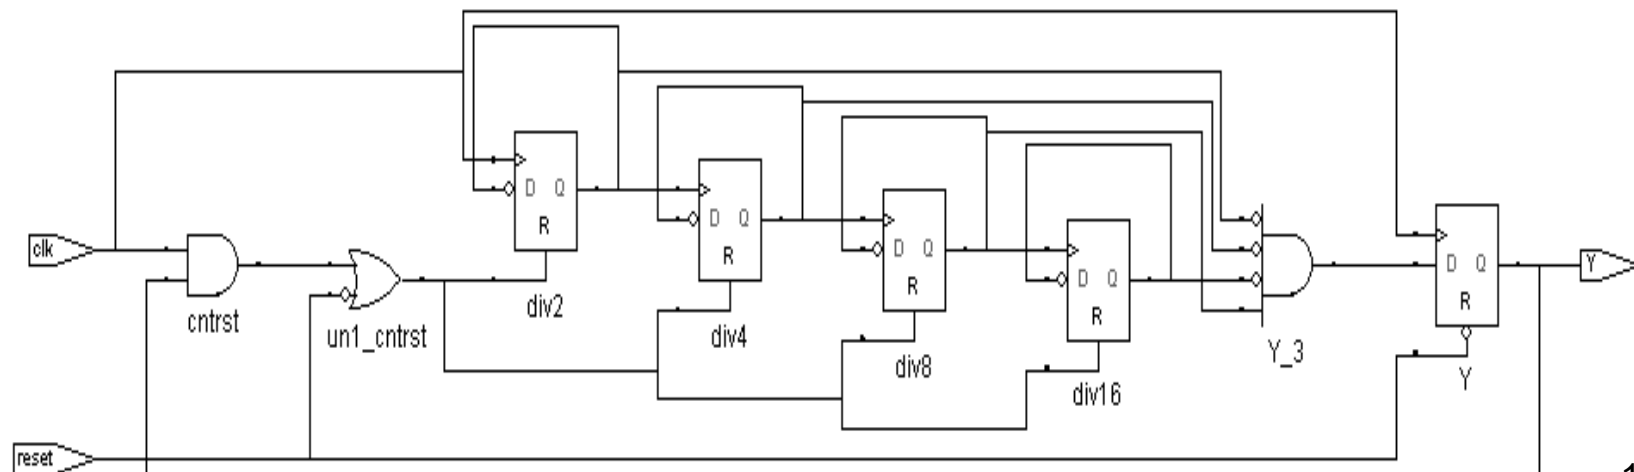 clk
cntrst
un1_cntrst
D Q
R
div2
D Q
R
div4
D Q
R
div8
D Q
R
div16
Y_3
D Q
R
Y
Y
reset